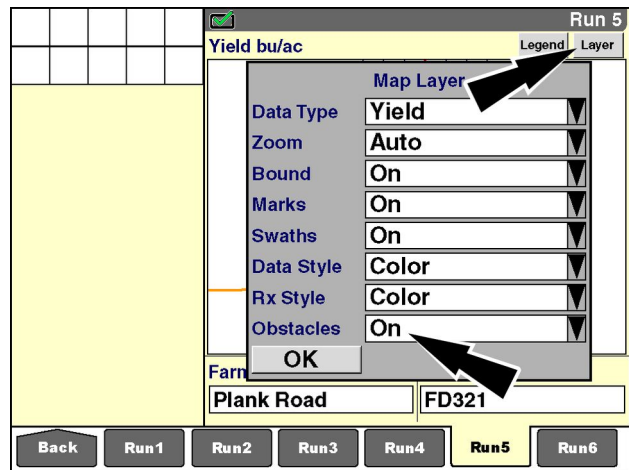 Run 5
Yield bu/ac
Legend
Layer
Map Layer
Data Type Yield
Zoom Auto
Bound On
Marks On
Swaths On
Data Style Color
Rx Style Color
Obstacles On
OK
Farm
Plank Road FD321
Back Run1 Run2 Run3 Run4 Run5 Run6